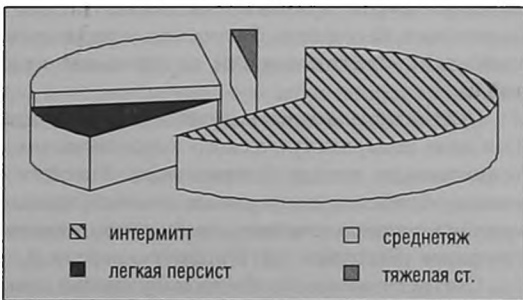 интермитт
среднетяж
легкая персист
тяжелая ст.